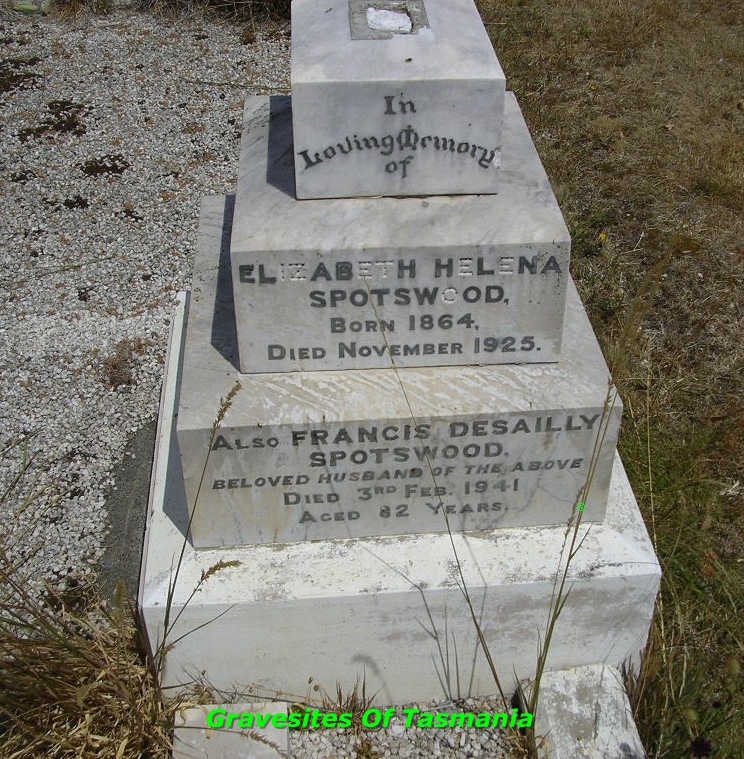 In
Loving Memory
of
ELIZABETH HELENA
SPOTSWOOD,
BORN 1864,
DIED NOVEMBER 1925.
ALSO FRANCIS DESAILLY
SPOTSWOOD,
BELOVED HUSBAND OF THE ABOVE
DIED 3RD FEB. 1941
AGED 82 YEARS.
Gravesites Of Tasmania